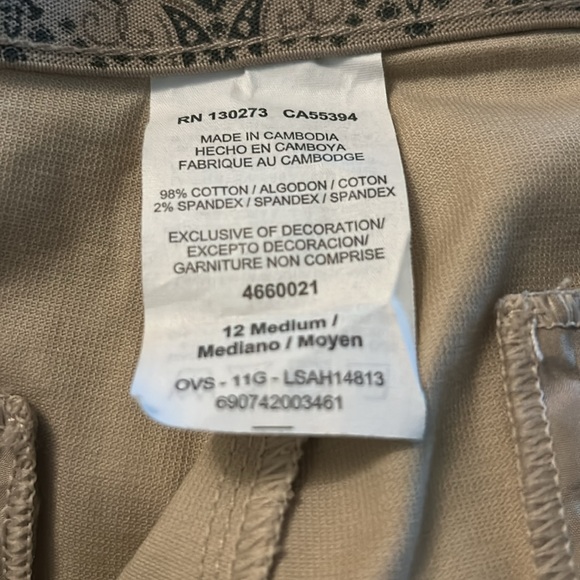 RN 130273 CA55394
MADE IN CAMBODIA
HECHO EN CAMBOYA
FABRIQUE AU CAMBODGE
98% COTTON / ALGODON / COTON
2% SPANDEX / SPANDEX / SPANDEX
EXCLUSIVE OF DECORATION/
EXCEPTO DECORACION/
GARNITURE NON COMPRISE
4660021
12 Medium /
Mediano / Moyen
OVS - 11G - LSAH14813
690742003461